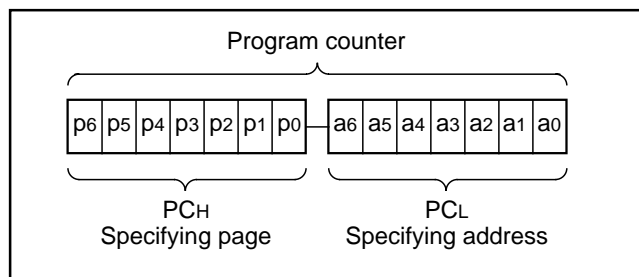 Program counter
p6 p5 p4 p3 p2 p1 p0 a6 a5 a4 a3 a2 a1 a0
PCH PCL
Specifying page Specifying address